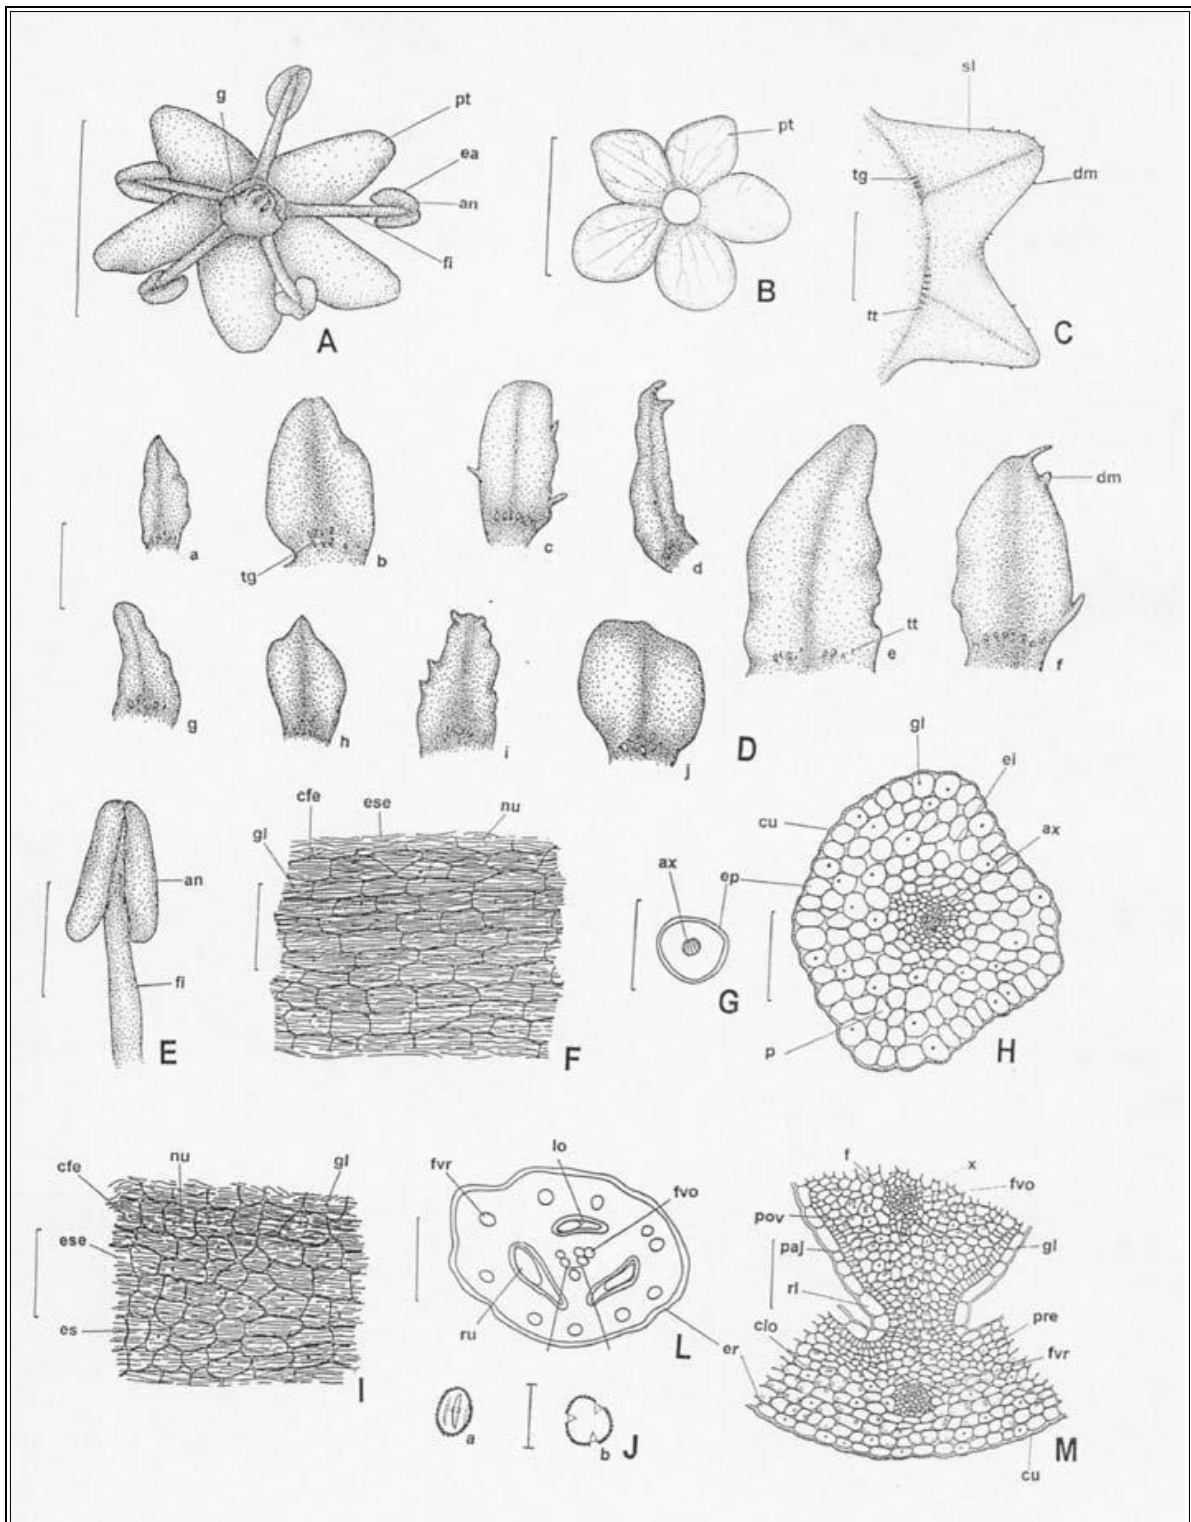 g
pt
ea
an
fi
A
pt
B
sl
tg
dm
tt
C
a
tg
b
c
d
tt
e
dm
f
g
h
i
j
D
an
fi
E
cfe
ese
nu
gl
F
ax
ep
G
gl
ei
cu
ax
p
H
cfe
nu
gl
ese
es
I
lo
fvr
fvo
ru
L
er
a
b
J
f
x
fvo
pov
paj
gl
rl
clo
pre
fvr
M
cu